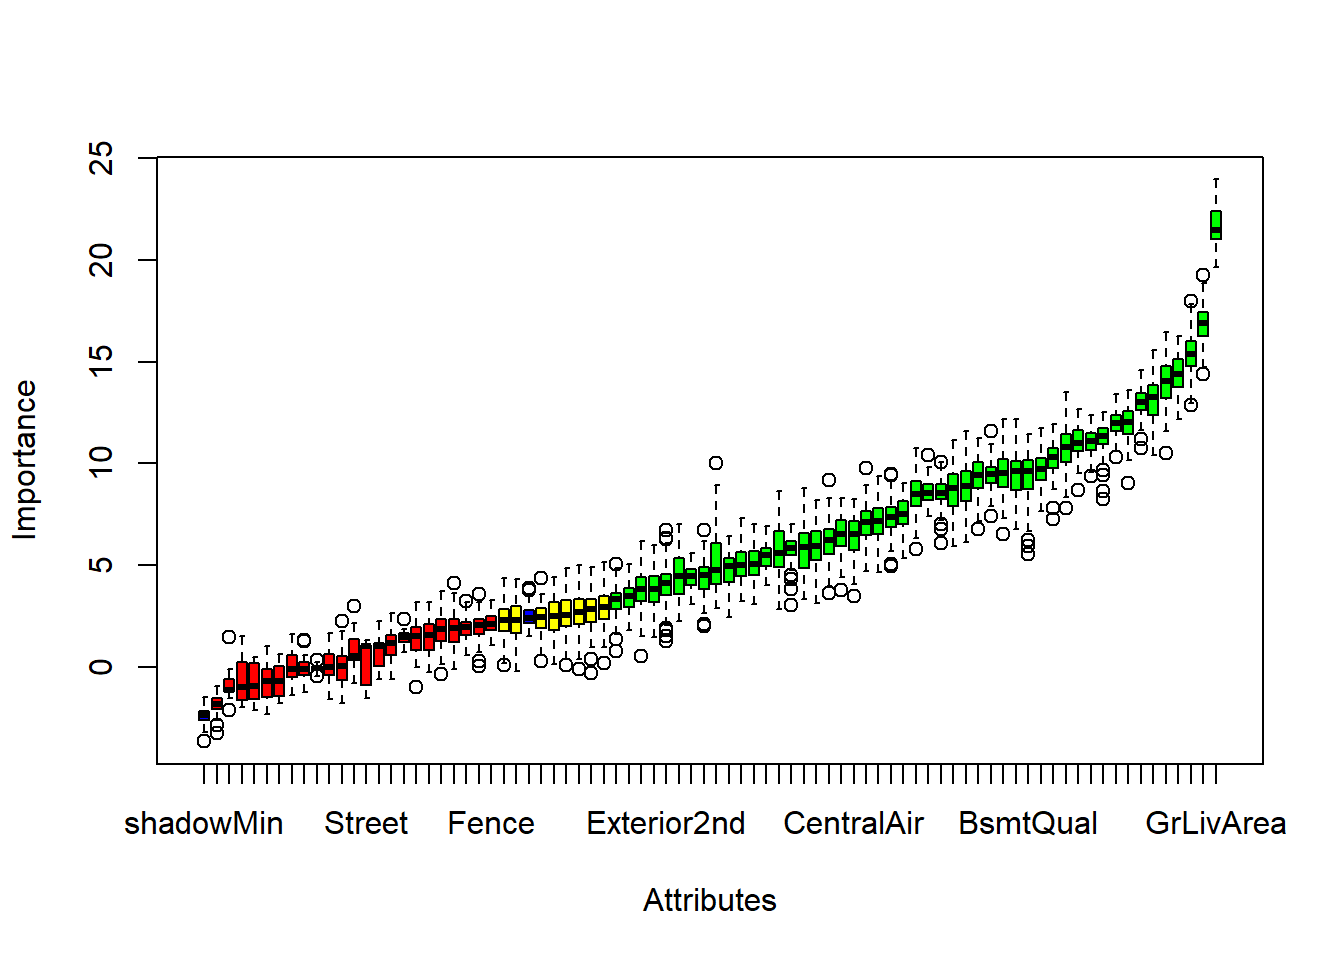 25
20
15
10
5
0
Importance
shadowMin Street Fence Exterior2nd CentralAir BsmtQual GrLivArea
Attributes